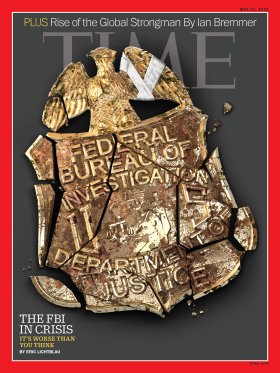 PLUS Rise of the Global Strongman By Ian Bremmer
TIME
FEDERAL
BUREAU OF
INVESTIGATION
DEPARTME
JUSTICE
THE FBI
IN CRISIS
IT'S WORSE THAN
YOU THINK
BY ERIC LICHTBLAU